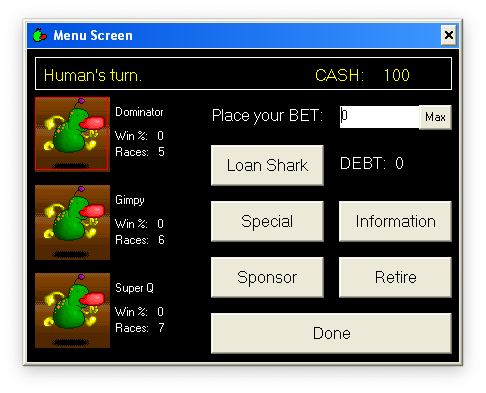 Menu Screen
Human's turn. CASH: 100
Dominator
Win %: 0
Races: 5
Place your BET: 0 Max
Loan Shark DEBT: 0
Gimpy
Win %: 0
Races: 6
Special Information
Super Q
Win %: 0
Races: 7
Sponsor Retire
Done